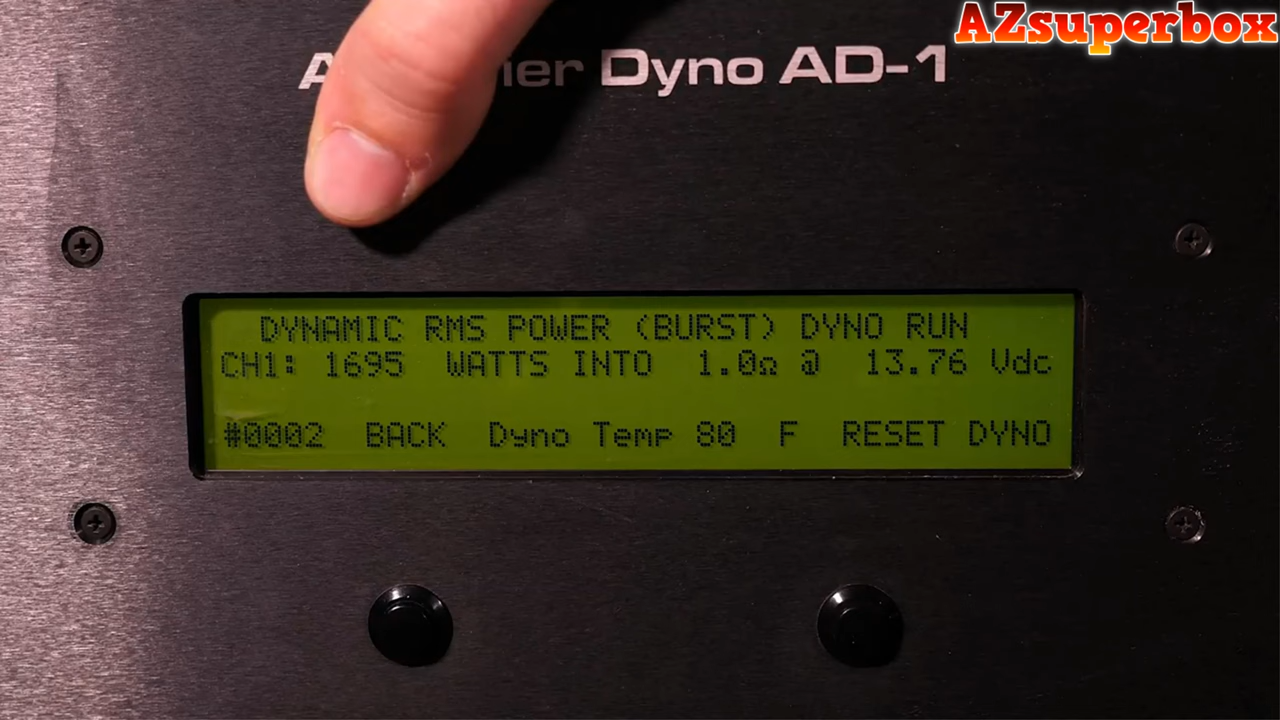 AZsuperbox
Dyno AD-1
DYNAMIC RMS POWER (BURST) DYNO RUN
CH1: 1695 WATTS INTO 1.0Ω @ 13.76 Vdc
#0002 BACK Dyno Temp 80 F RESET DYNO